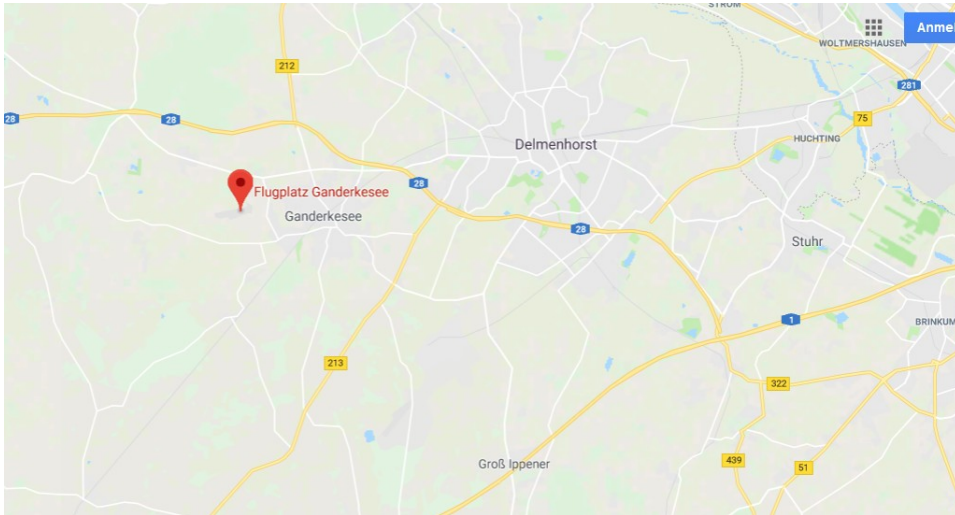 STROM
Anme
WOLTMERSHAUSEN
212
281
28
28
75
HUCHTING
Delmenhorst
28
Flugplatz Ganderkesee
Ganderkesee
28
Stuhr
1
BRINKUM
213
322
Groß Ippener
439
51